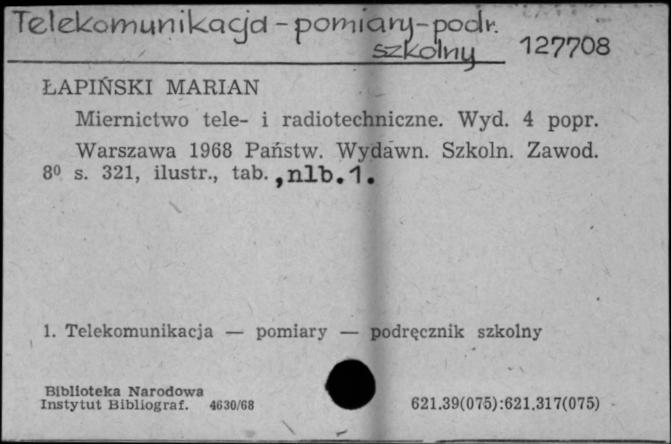 Telekomunikacja - pomiary - podr.
szkolny 127708
ŁAPIŃSKI MARIAN
Miernictwo tele- i radiotechniczne. Wyd. 4 popr.
Warszawa 1968 Państw. Wydawn. Szkoln. Zawod.
8⁰ s. 321, ilustr., tab. ,nlb.1.
1. Telekomunikacja — pomiary — podręcznik szkolny
Biblioteka Narodowa
Instytut Bibliograf. 4630/68 621.39(075):621.317(075)